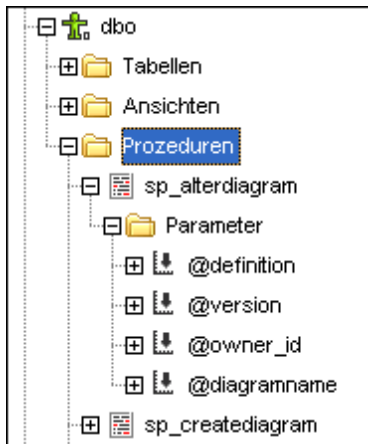 dbo
Tabellen
Ansichten
Prozeduren
sp_alterdiagram
Parameter
@definition
@version
@owner_id
@diagramname
sp_creatediagram